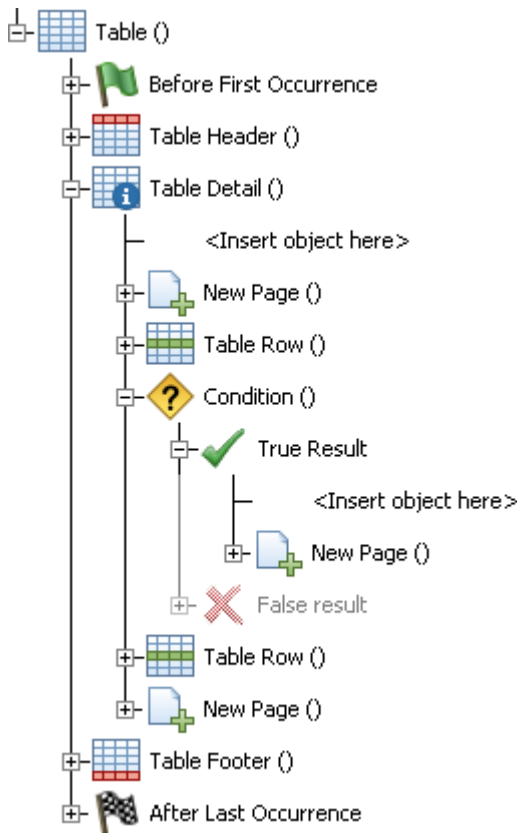 Table ()
Before First Occurrence
Table Header ()
Table Detail ()
<Insert object here>
New Page ()
Table Row ()
Condition ()
True Result
<Insert object here>
New Page ()
False result
Table Row ()
New Page ()
Table Footer ()
After Last Occurrence